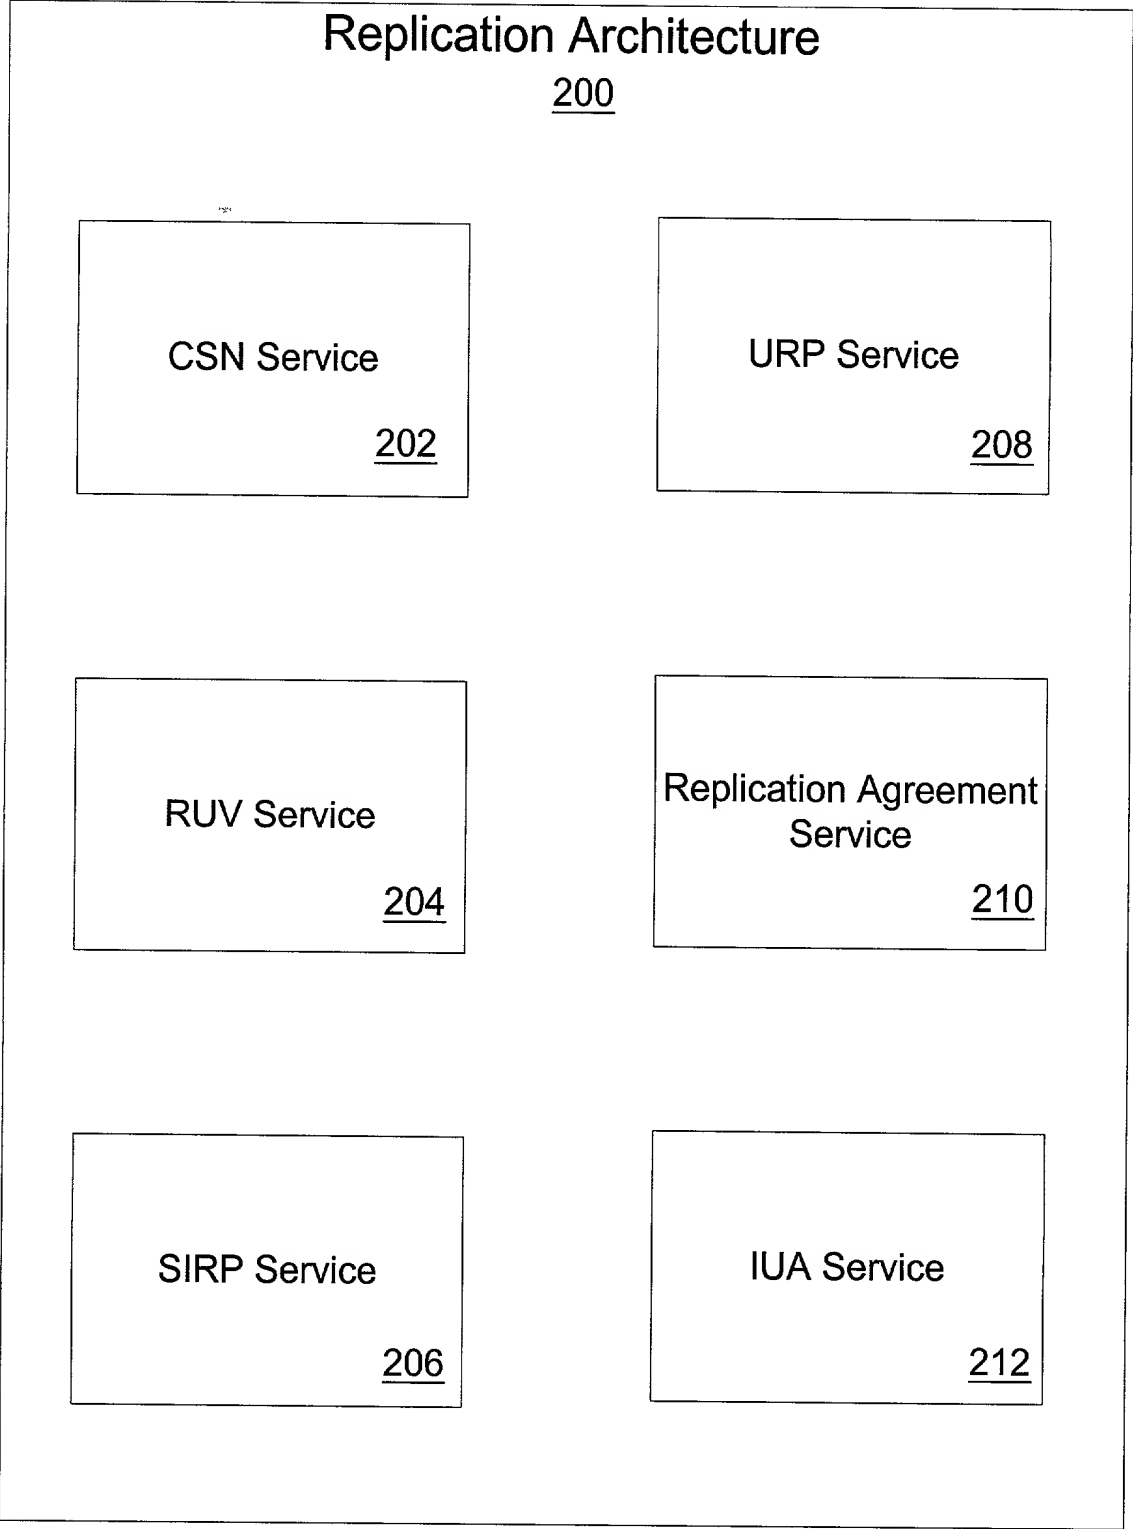 Replication Architecture
200
CSN Service
202
URP Service
208
RUV Service
204
Replication Agreement
Service
210
SIRP Service
206
IUA Service
212